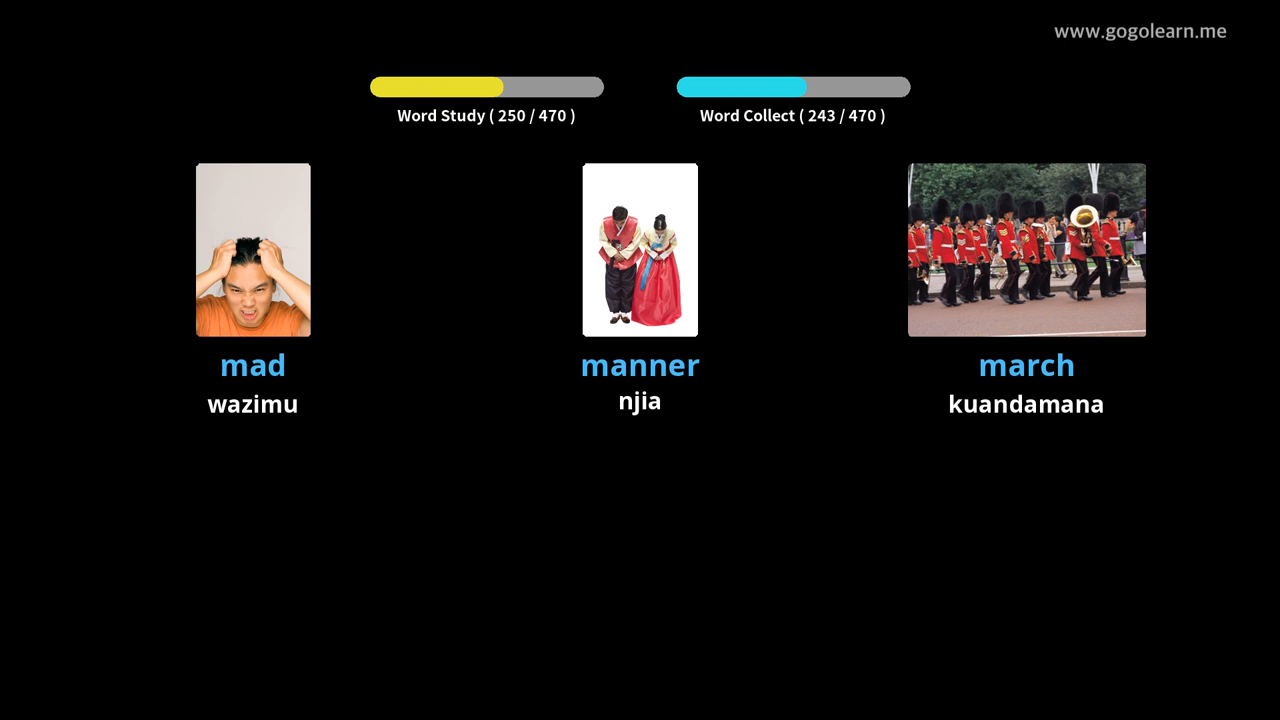 www.gogolearn.me
Word Study ( 250 / 470 )
Word Collect ( 243 / 470 )
mad
wazimu
manner
njia
march
kuandamana